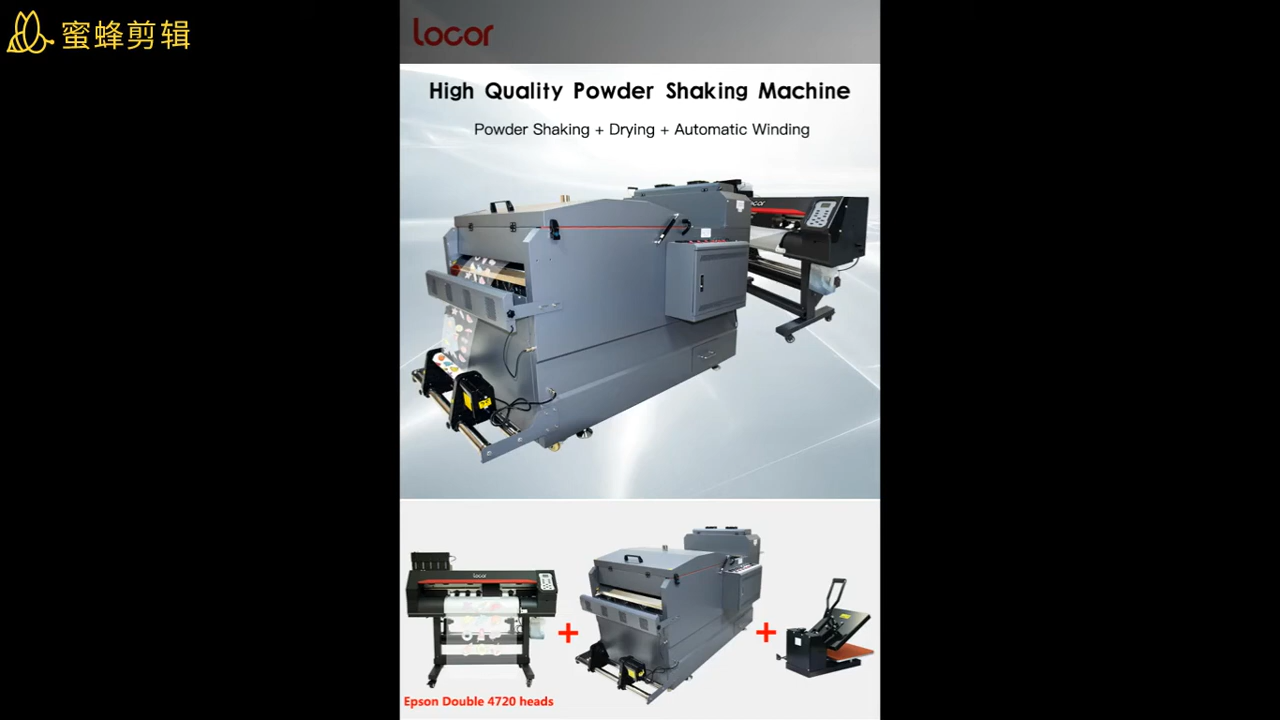 蜜蜂剪辑
Locor
High Quality Powder Shaking Machine
Powder Shaking + Drying + Automatic Winding
Locor
Locor
+
+
Epson Double 4720 heads